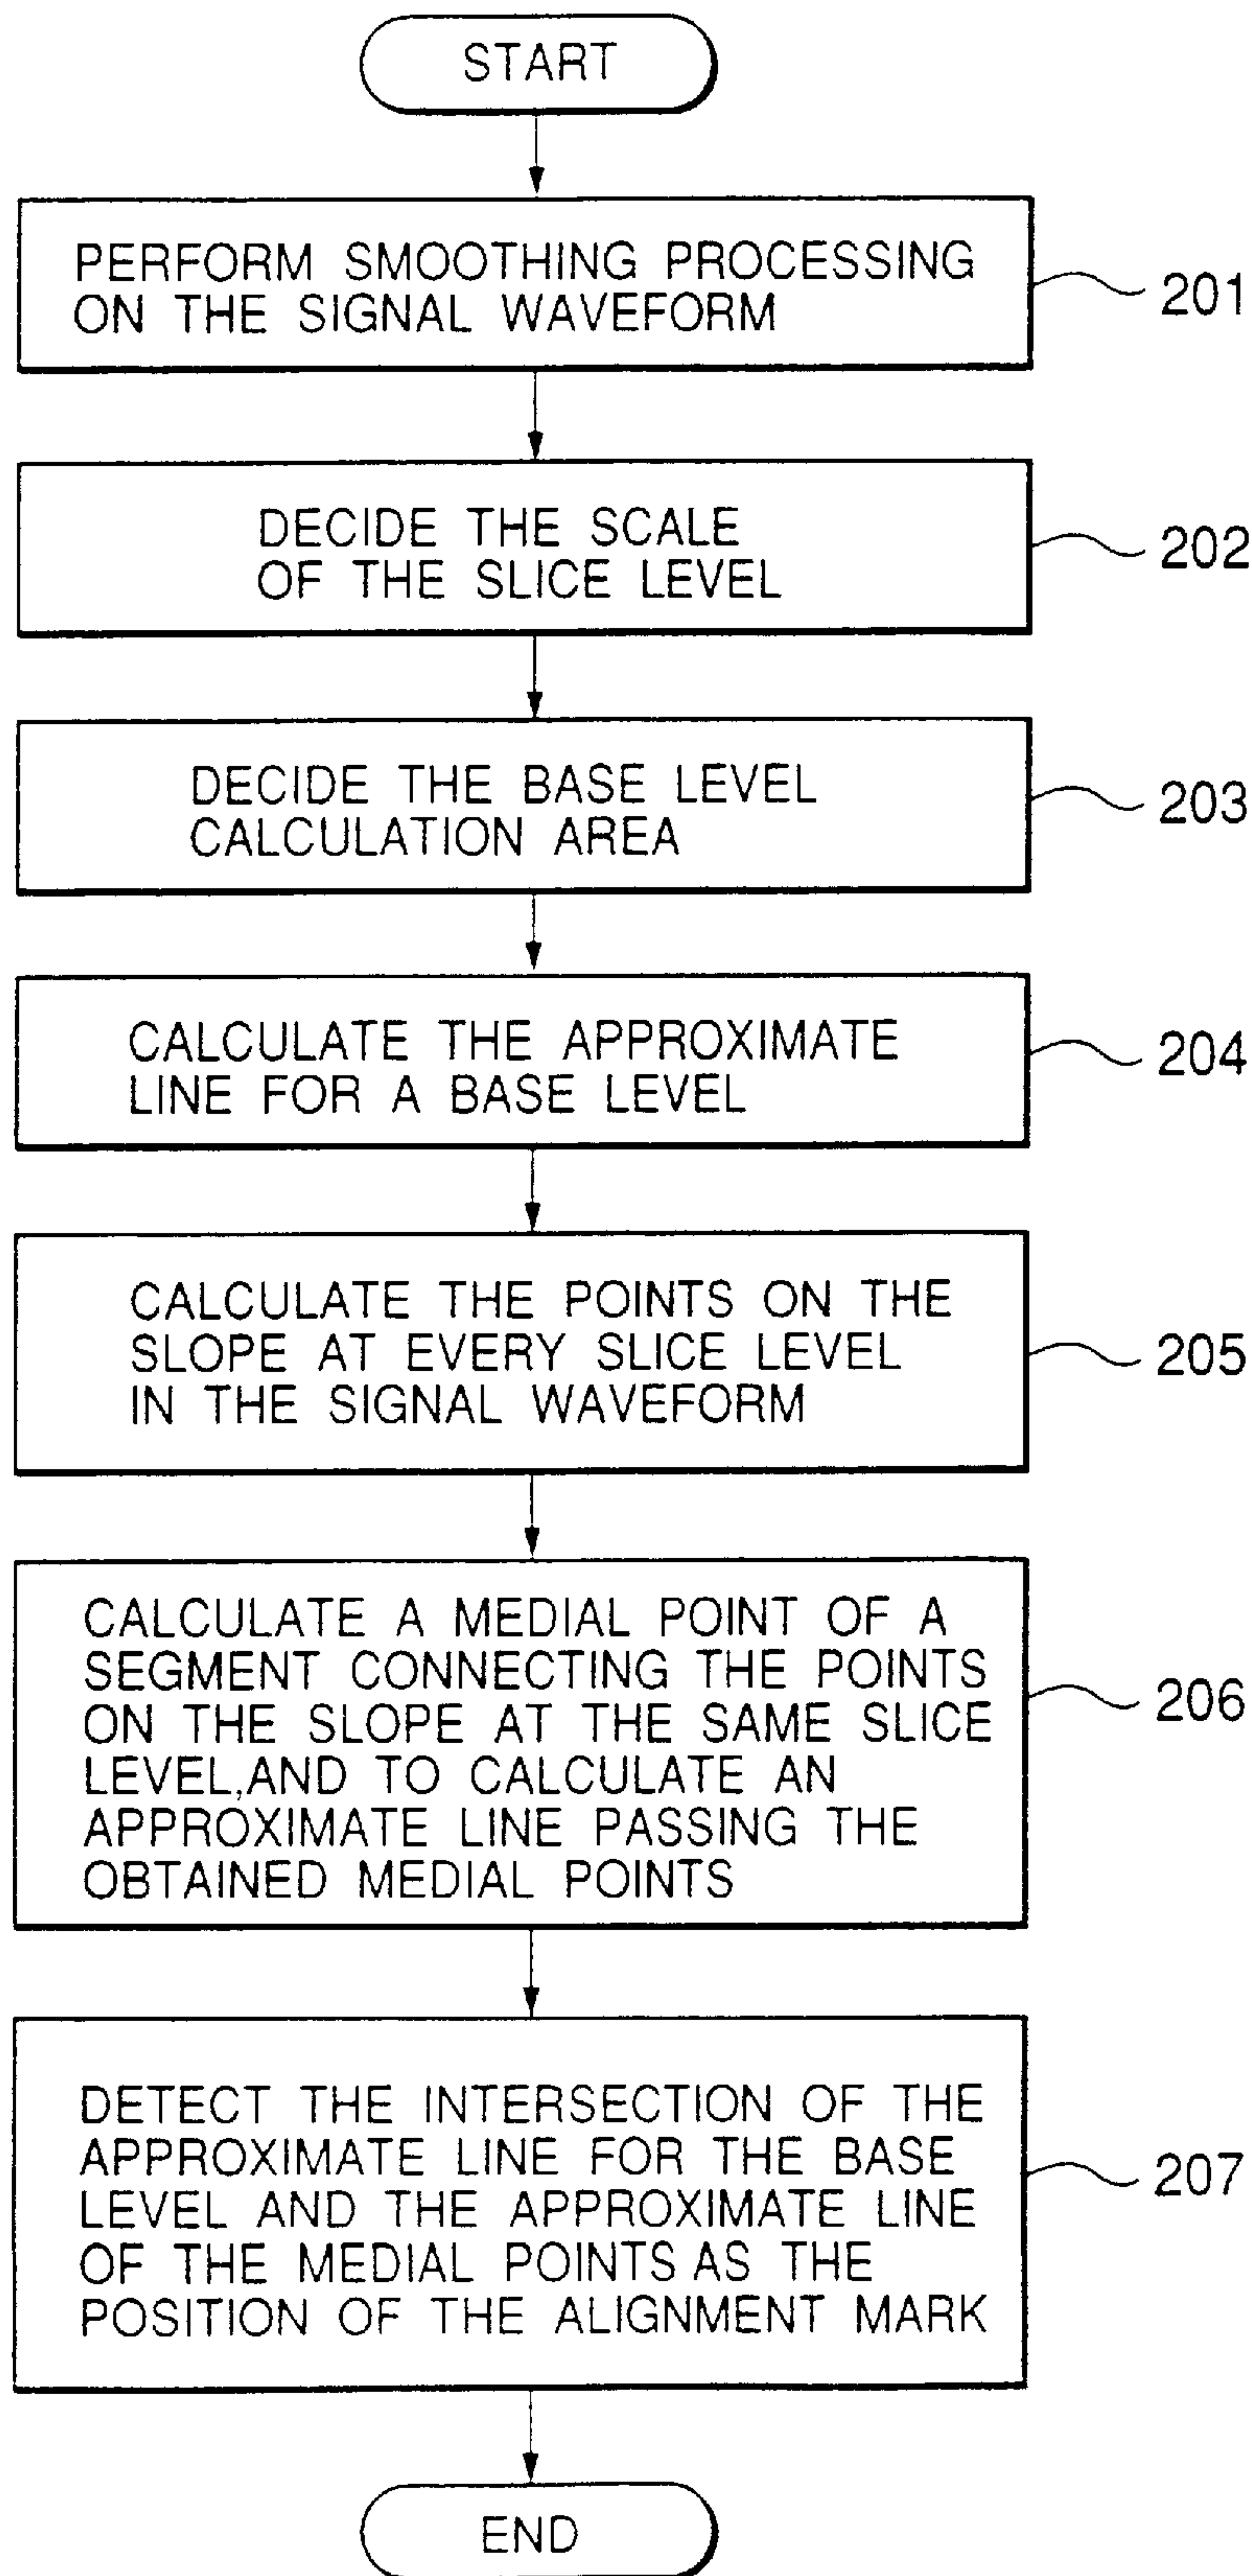 START
PERFORM SMOOTHING PROCESSING
ON THE SIGNAL WAVEFORM
201
DECIDE THE SCALE
OF THE SLICE LEVEL
202
DECIDE THE BASE LEVEL
CALCULATION AREA
203
CALCULATE THE APPROXIMATE
LINE FOR A BASE LEVEL
204
CALCULATE THE POINTS ON THE
SLOPE AT EVERY SLICE LEVEL
IN THE SIGNAL WAVEFORM
205
CALCULATE A MEDIAL POINT OF A
SEGMENT CONNECTING THE POINTS
ON THE SLOPE AT THE SAME SLICE
LEVEL,AND TO CALCULATE AN
APPROXIMATE LINE PASSING THE
OBTAINED MEDIAL POINTS
206
DETECT THE INTERSECTION OF THE
APPROXIMATE LINE FOR THE BASE
LEVEL AND THE APPROXIMATE LINE
OF THE MEDIAL POINTS AS THE
POSITION OF THE ALIGNMENT MARK
207
END